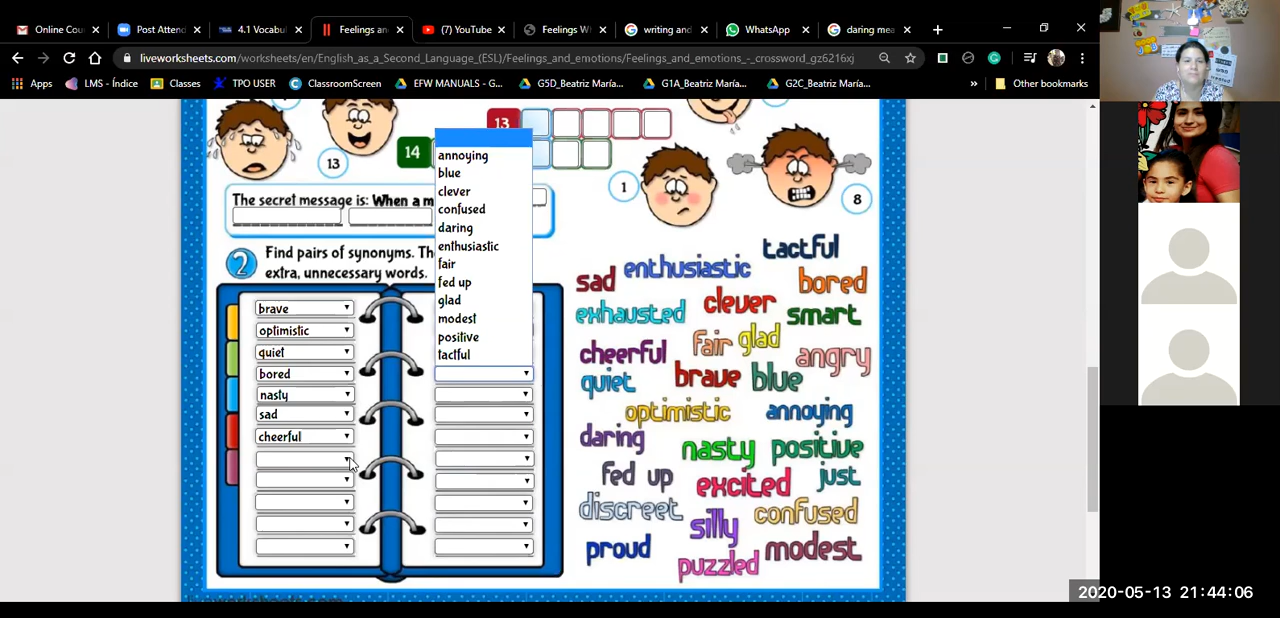 Online Cou
Post Attend
4.1 Vocabul
Feelings an
(7) YouTube
Feelings W
writing and
WhatsApp
daring mea
liveworksheets.com/worksheets/en/English_as_a_Second_Language_(ESL)/Feelings_and_emotions/Feelings_and_emotions_-_crossword_gz6216xj
Apps
LMS - Índice
Classes
TPO USER
ClassroomScreen
EFW MANUALS - G...
G5D_Beatriz María...
G1A_Beatriz María...
G2C_Beatriz María...
»
Other bookmarks
13
13
14
1
8
The secret message is: When a m
2 Find pairs of synonyms. Th
extra, unnecessary words.
annoying
blue
clever
confused
daring
enthusiastic
fair
fed up
glad
modest
positive
tactful
brave
optimistic
quiet
bored
nasty
sad
cheerful
tactful
sad enthusiastic bored
exhausted clever smart
cheerful fair glad angry
quiet brave blue
optimistic annoying
daring nasty positive
fed up excited just
discreet silly confused
proud puzzled modest
2020-05-13 21:44:06